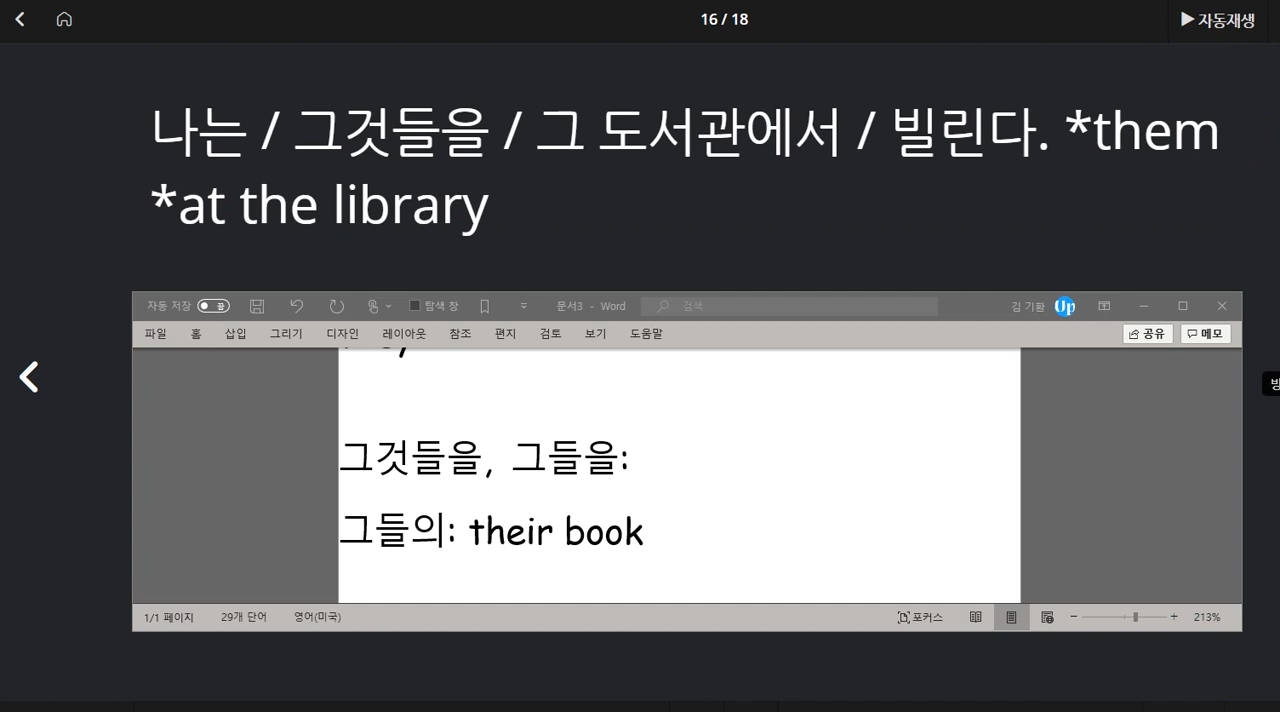 16 / 18
▶ 자동재생
나는 / 그것들을 / 그 도서관에서 / 빌린다. *them
*at the library
자동 저장 끔 탐색 창 문서3 - Word 검색 김 기환 Up
파일 홈 삽입 그리기 디자인 레이아웃 참조 편지 검토 보기 도움말 공유 메모
그것들을, 그들을:
그들의: their book
1/1 페이지 29개 단어 영어(미국) 포커스 213%